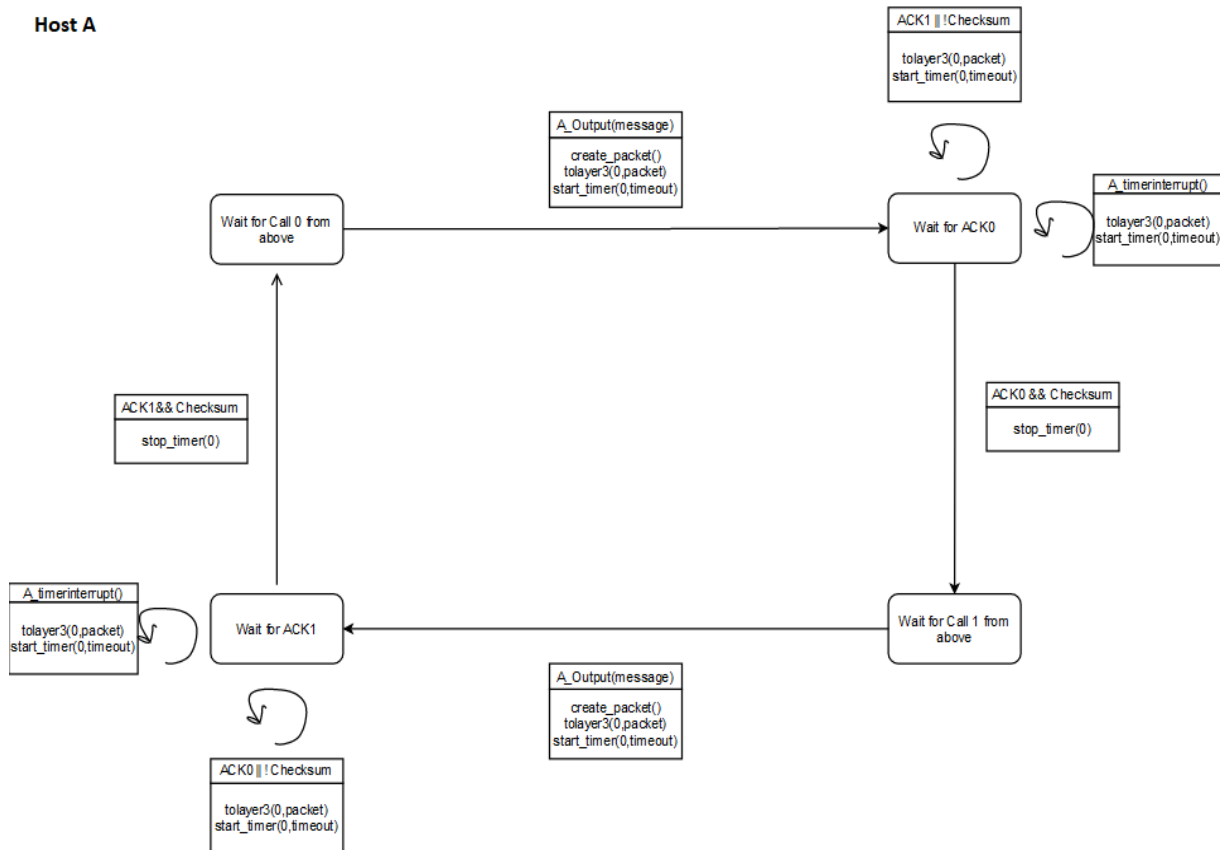 Host A
ACK1 || !Checksum
tolayer3(0,packet)
start_timer(0,timeout)
A_Output(message)
create_packet()
tolayer3(0,packet)
start_timer(0,timeout)
Wait for Call 0 from
above
Wait for ACK0
A_timerinterrupt()
tolayer3(0,packet)
start_timer(0,timeout)
ACK1&& Checksum
stop_timer(0)
ACK0 && Checksum
stop_timer(0)
A_timerinterrupt()
tolayer3(0,packet)
start_timer(0,timeout)
Wait for ACK1
Wait for Call 1 from
above
A_Output(message)
create_packet()
tolayer3(0,packet)
start_timer(0,timeout)
ACK0 || ! Checksum
tolayer3(0,packet)
start_timer(0,timeout)